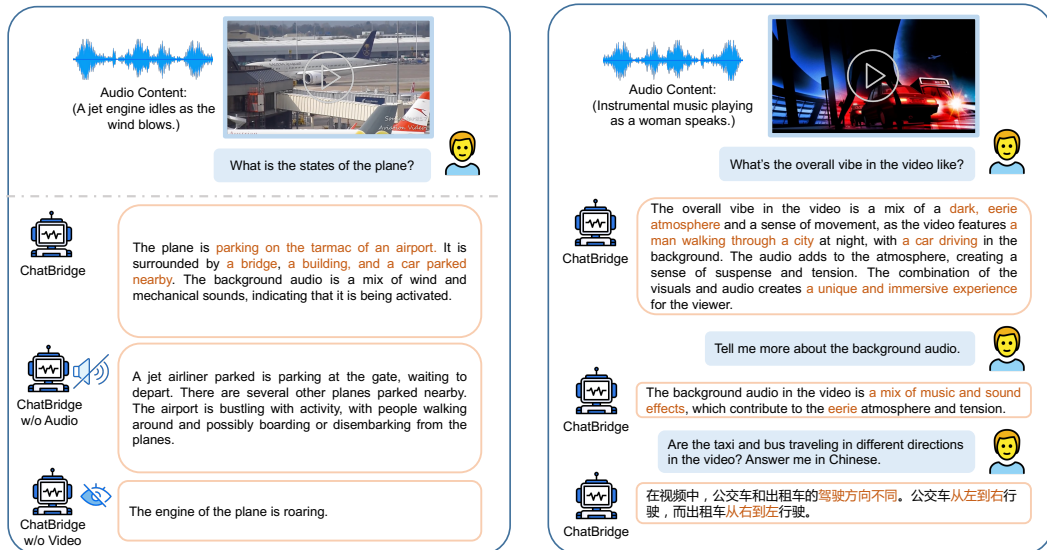 Audio Content:
(A jet engine idles as the
wind blows.)
What is the states of the plane?
ChatBridge
The plane is parking on the tarmac of an airport. It is
surrounded by a bridge, a building, and a car parked
nearby. The background audio is a mix of wind and
mechanical sounds, indicating that it is being activated.
ChatBridge
w/o Audio
A jet airliner parked is parking at the gate, waiting to
depart. There are several other planes parked nearby.
The airport is bustling with activity, with people walking
around and possibly boarding or disembarking from the
planes.
ChatBridge
w/o Video
The engine of the plane is roaring.
Audio Content:
(Instrumental music playing
as a woman speaks.)
What's the overall vibe in the video like?
ChatBridge
The overall vibe in the video is a mix of a dark, eerie
atmosphere and a sense of movement, as the video features a
man walking through a city at night, with a car driving in the
background. The audio adds to the atmosphere, creating a
sense of suspense and tension. The combination of the
visuals and audio creates a unique and immersive experience
for the viewer.
Tell me more about the background audio.
ChatBridge
The background audio in the video is a mix of music and sound
effects, which contribute to the eerie atmosphere and tension.
Are the taxi and bus traveling in different directions
in the video? Answer me in Chinese.
ChatBridge
在视频中，公交车和出租车的驾驶方向不同。公交车从左到右行
驶，而出租车从右到左行驶。